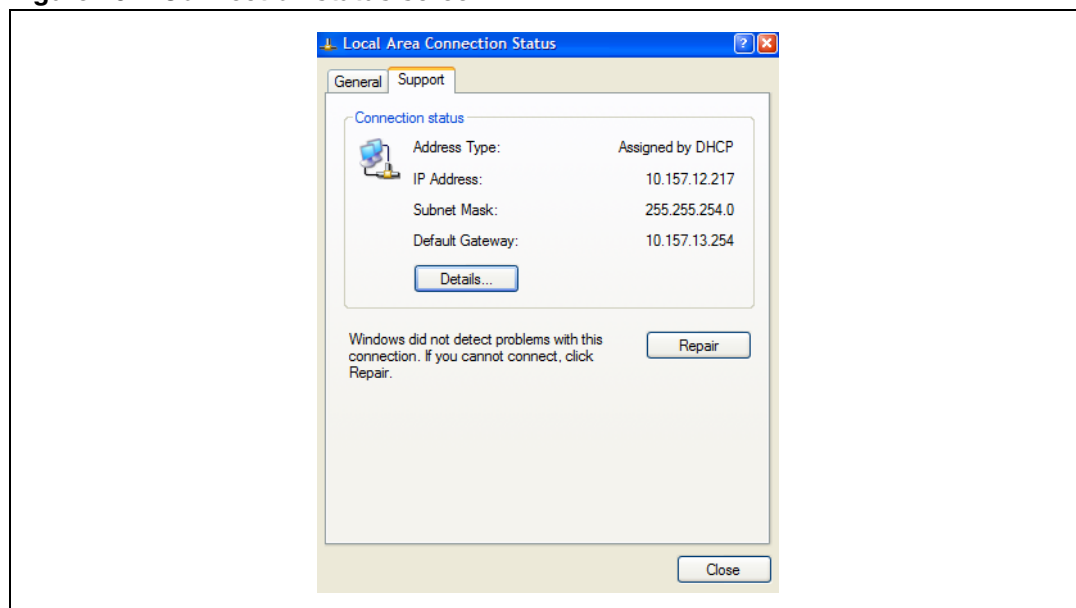 Local Area Connection Status
General Support
Connection status
Address Type: Assigned by DHCP
IP Address: 10.157.12.217
Subnet Mask: 255.255.254.0
Default Gateway: 10.157.13.254
Details...
Windows did not detect problems with this
connection. If you cannot connect, click
Repair.
Repair
Close